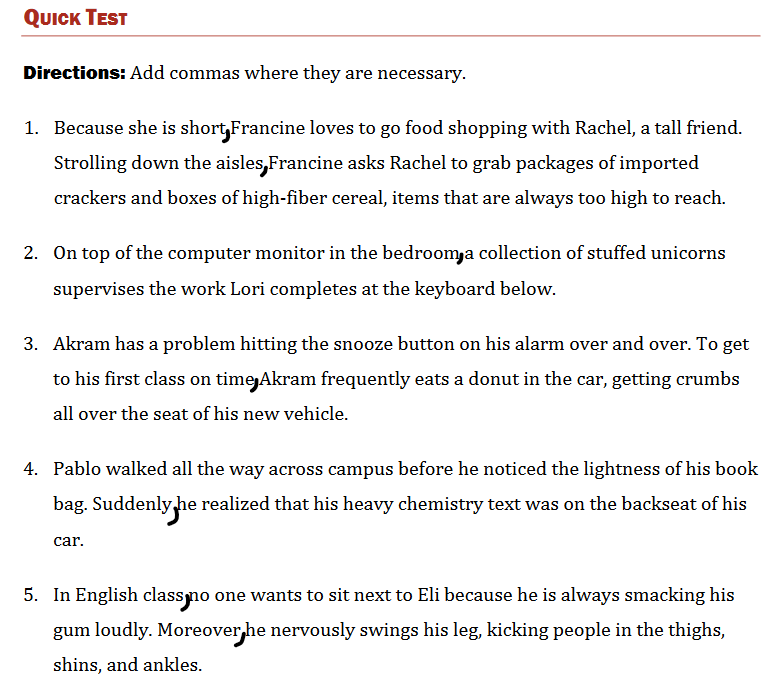 QUICK TEST
Directions: Add commas where they are necessary.
1. Because she is short,Francine loves to go food shopping with Rachel, a tall friend.
Strolling down the aisles,Francine asks Rachel to grab packages of imported
crackers and boxes of high-fiber cereal, items that are always too high to reach.
2. On top of the computer monitor in the bedroom,a collection of stuffed unicorns
supervises the work Lori completes at the keyboard below.
3. Akram has a problem hitting the snooze button on his alarm over and over. To get
to his first class on time,Akram frequently eats a donut in the car, getting crumbs
all over the seat of his new vehicle.
4. Pablo walked all the way across campus before he noticed the lightness of his book
bag. Suddenly,he realized that his heavy chemistry text was on the backseat of his
car.
5. In English class,no one wants to sit next to Eli because he is always smacking his
gum loudly. Moreover,he nervously swings his leg, kicking people in the thighs,
shins, and ankles.